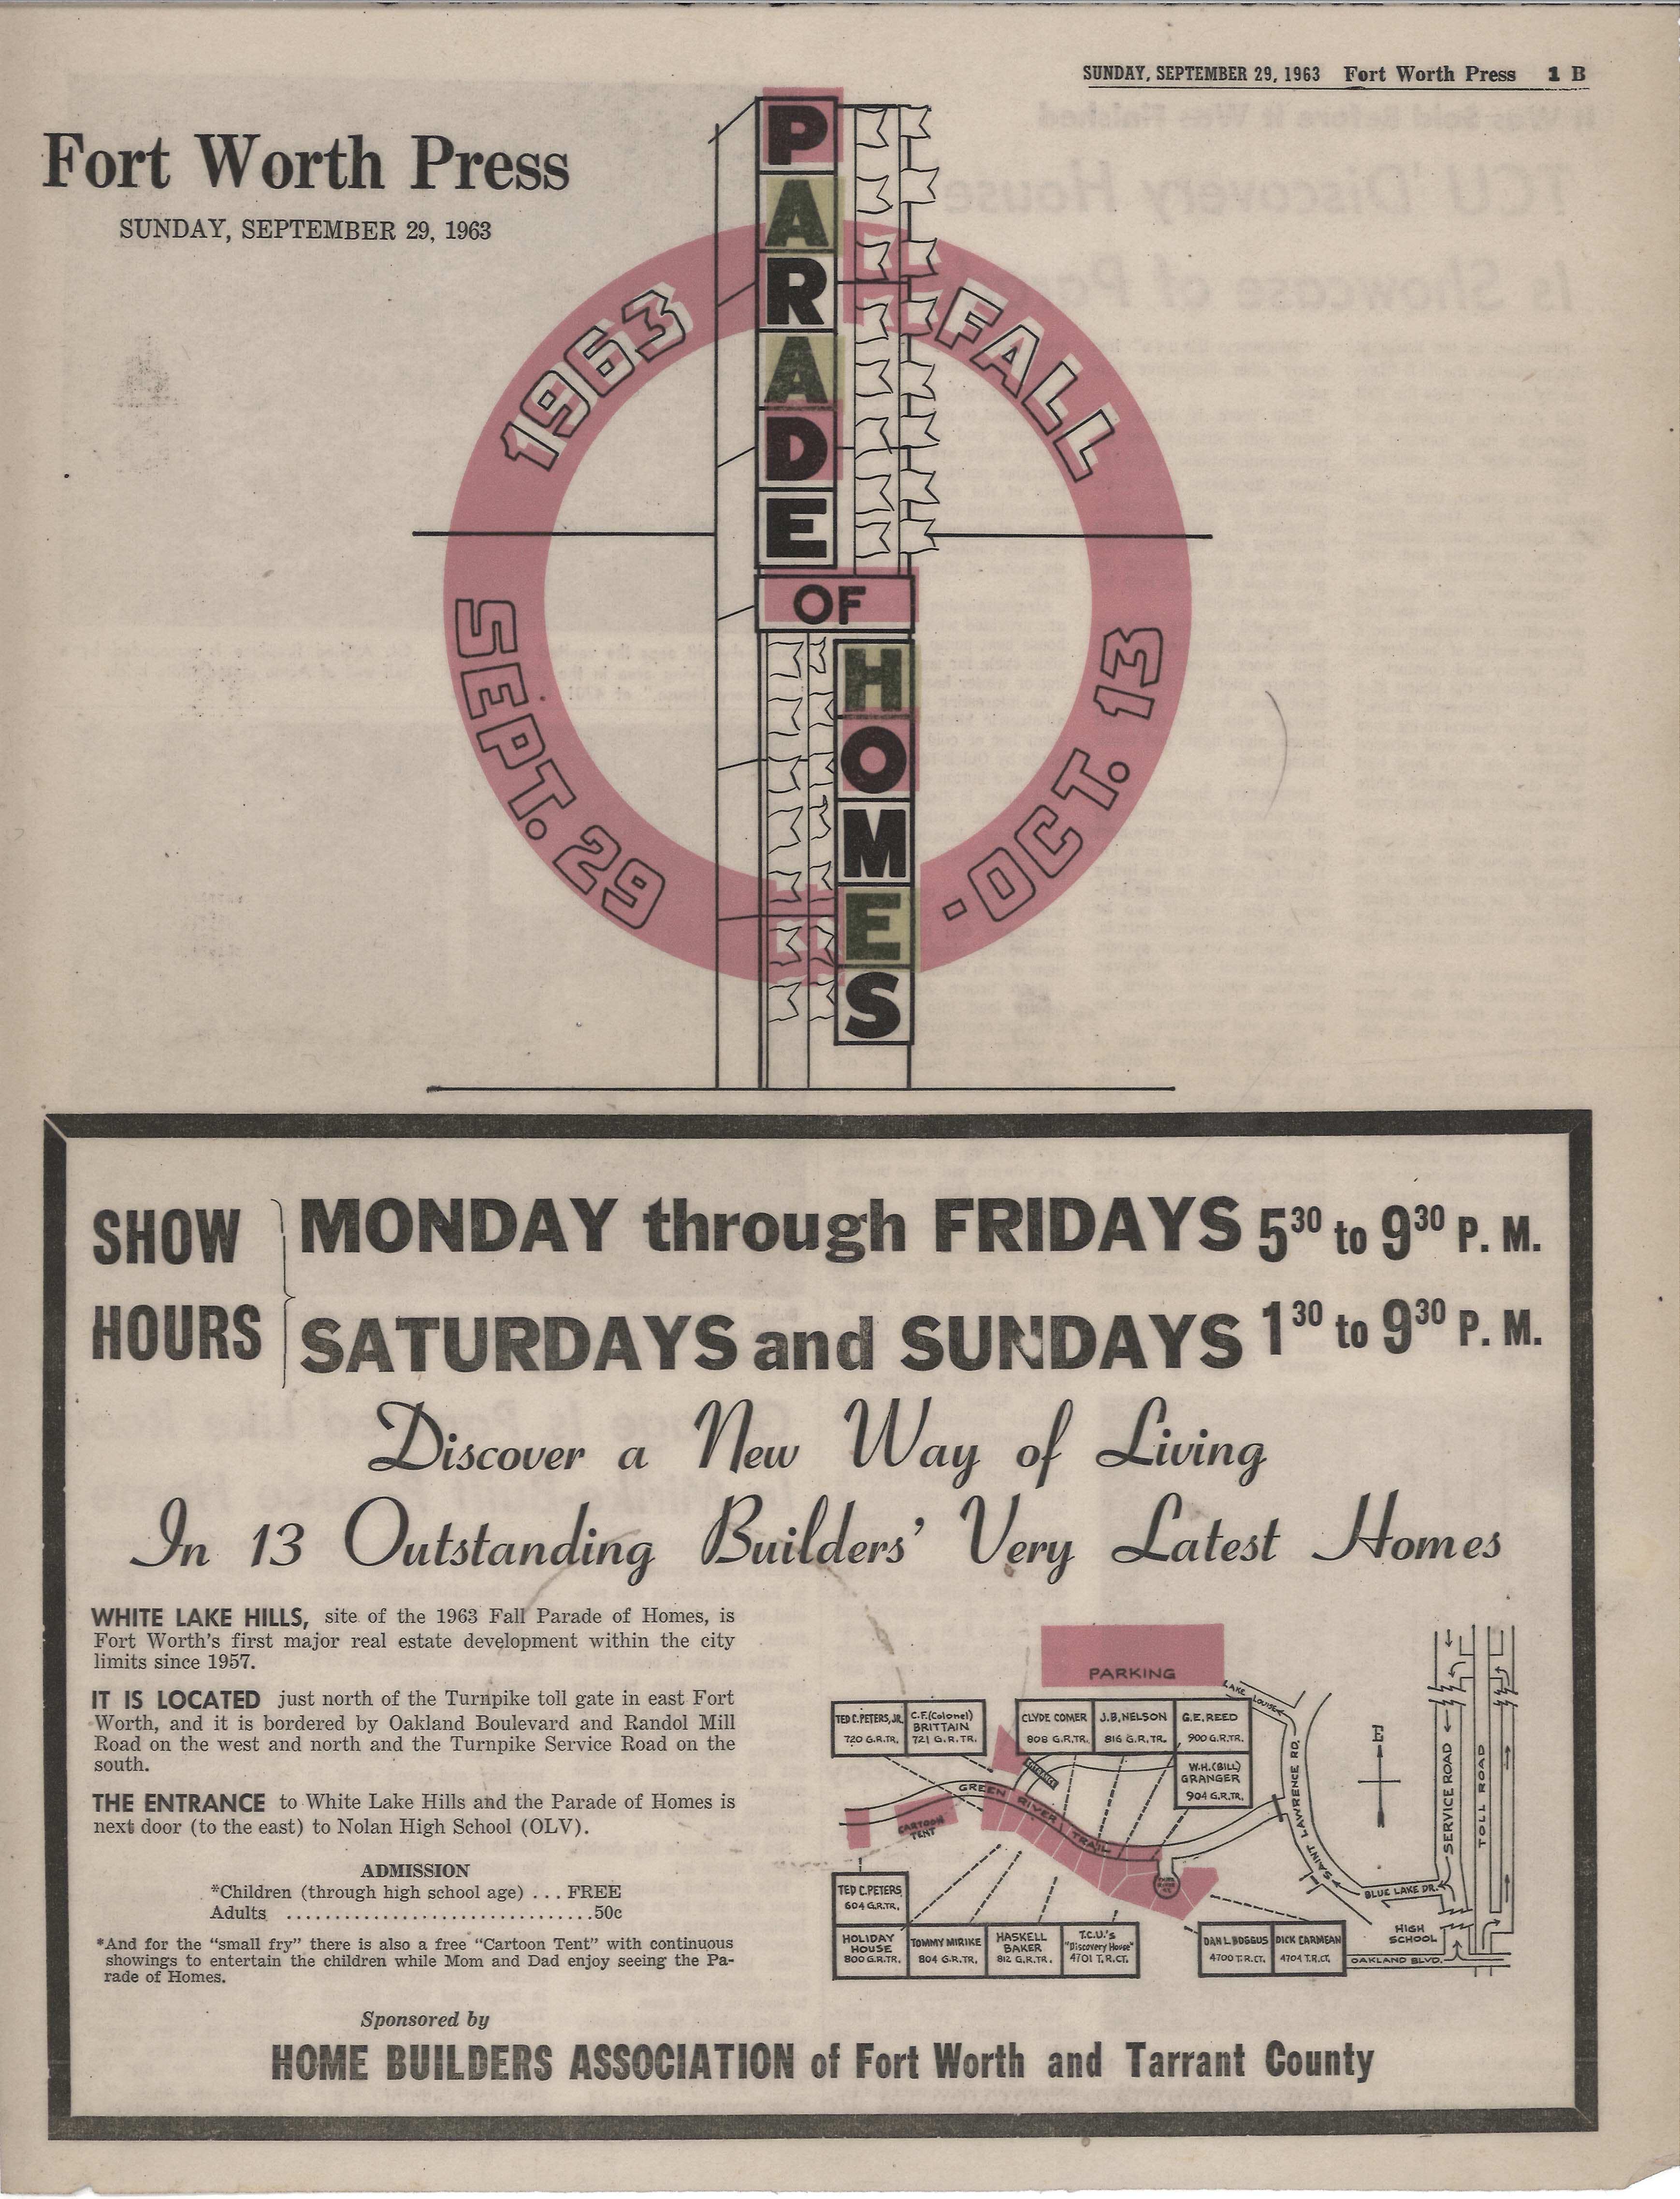 SUNDAY, SEPTEMBER 29, 1963 Fort Worth Press 1 B
Fort Worth Press
SUNDAY, SEPTEMBER 29, 1963
PARADE
OF
HOMES
1963
FALL
SEPT. 29
- OCT. 13
SHOW
HOURS
MONDAY through FRIDAYS 5³⁰ to 9³⁰ P. M.
SATURDAYS and SUNDAYS 1³⁰ to 9³⁰ P. M.
Discover a New Way of Living
In 13 Outstanding Builders' Very Latest Homes
WHITE LAKE HILLS, site of the 1963 Fall Parade of Homes, is
Fort Worth's first major real estate development within the city
limits since 1957.
IT IS LOCATED just north of the Turnpike toll gate in east Fort
Worth, and it is bordered by Oakland Boulevard and Randol Mill
Road on the west and north and the Turnpike Service Road on the
south.
THE ENTRANCE to White Lake Hills and the Parade of Homes is
next door (to the east) to Nolan High School (OLV).
ADMISSION
*Children (through high school age) . . . FREE
Adults ..............................50c
*And for the "small fry" there is also a free "Cartoon Tent" with continuous
showings to entertain the children while Mom and Dad enjoy seeing the Pa-
rade of Homes.
PARKING
LAKE LOUISE
TED C. PETERS, JR.
720 G.R.TR.
C.F. (Colonel)
BRITTAIN
721 G.R.TR.
CLYDE COMER
808 G.R.TR.
J.B. NELSON
816 G.R.TR.
G.E. REED
900 G.R.TR.
W.H. (BILL)
GRANGER
904 G.R.TR.
GREEN RIVER TRAIL
CARTOON
TENT
SAINT LAWRENCE RD.
E
SERVICE ROAD
TOLL ROAD
BLUE LAKE DR.
HIGH
SCHOOL
OAKLAND BLVD.
TED C. PETERS
604 G.R.TR.
HOLIDAY
HOUSE
800 G.R.TR.
TOMMY MIRIKE
804 G.R.TR.
HASKELL
BAKER
812 G.R.TR.
T.C.U.'s
"Discovery House"
4701 T.R.CT.
DAN L. BOGGUS
4700 T.R.CT.
DICK CARMEAN
4704 T.R.CT.
Sponsored by
HOME BUILDERS ASSOCIATION of Fort Worth and Tarrant County